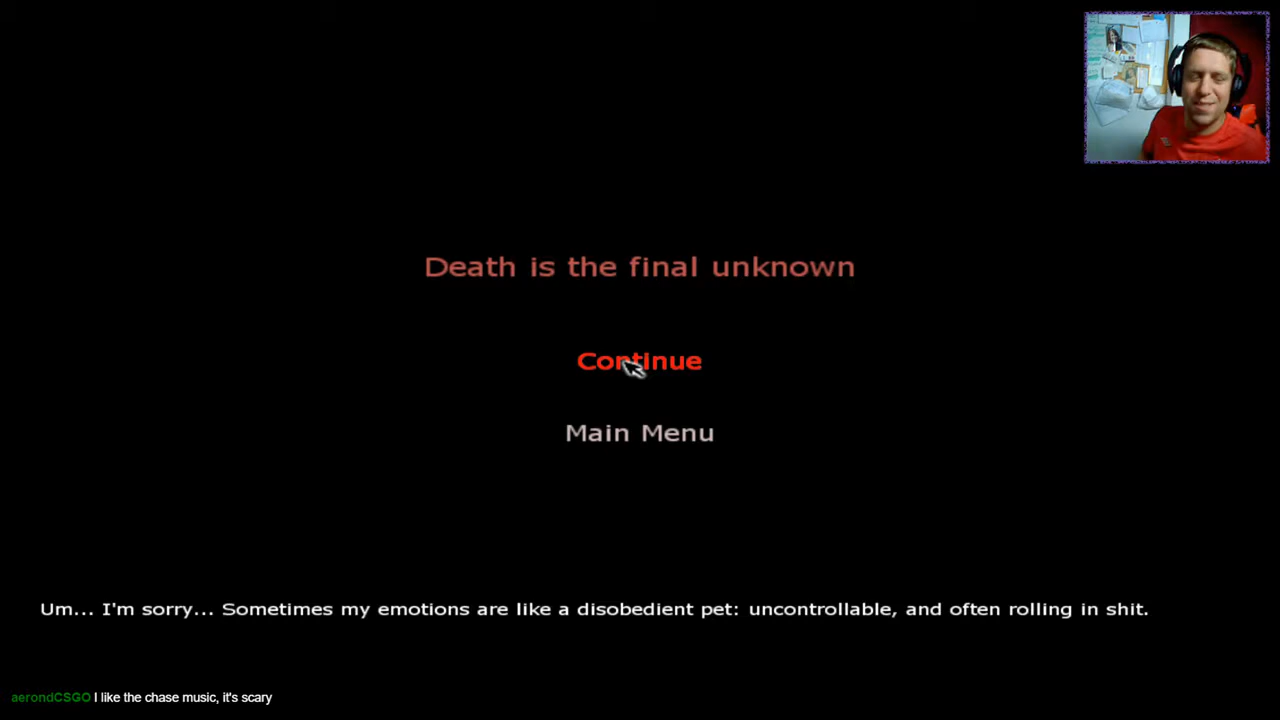 Death is the final unknown
Continue
Main Menu
Um... I'm sorry... Sometimes my emotions are like a disobedient pet: uncontrollable, and often rolling in shit.
aerondCSGO I like the chase music, it's scary